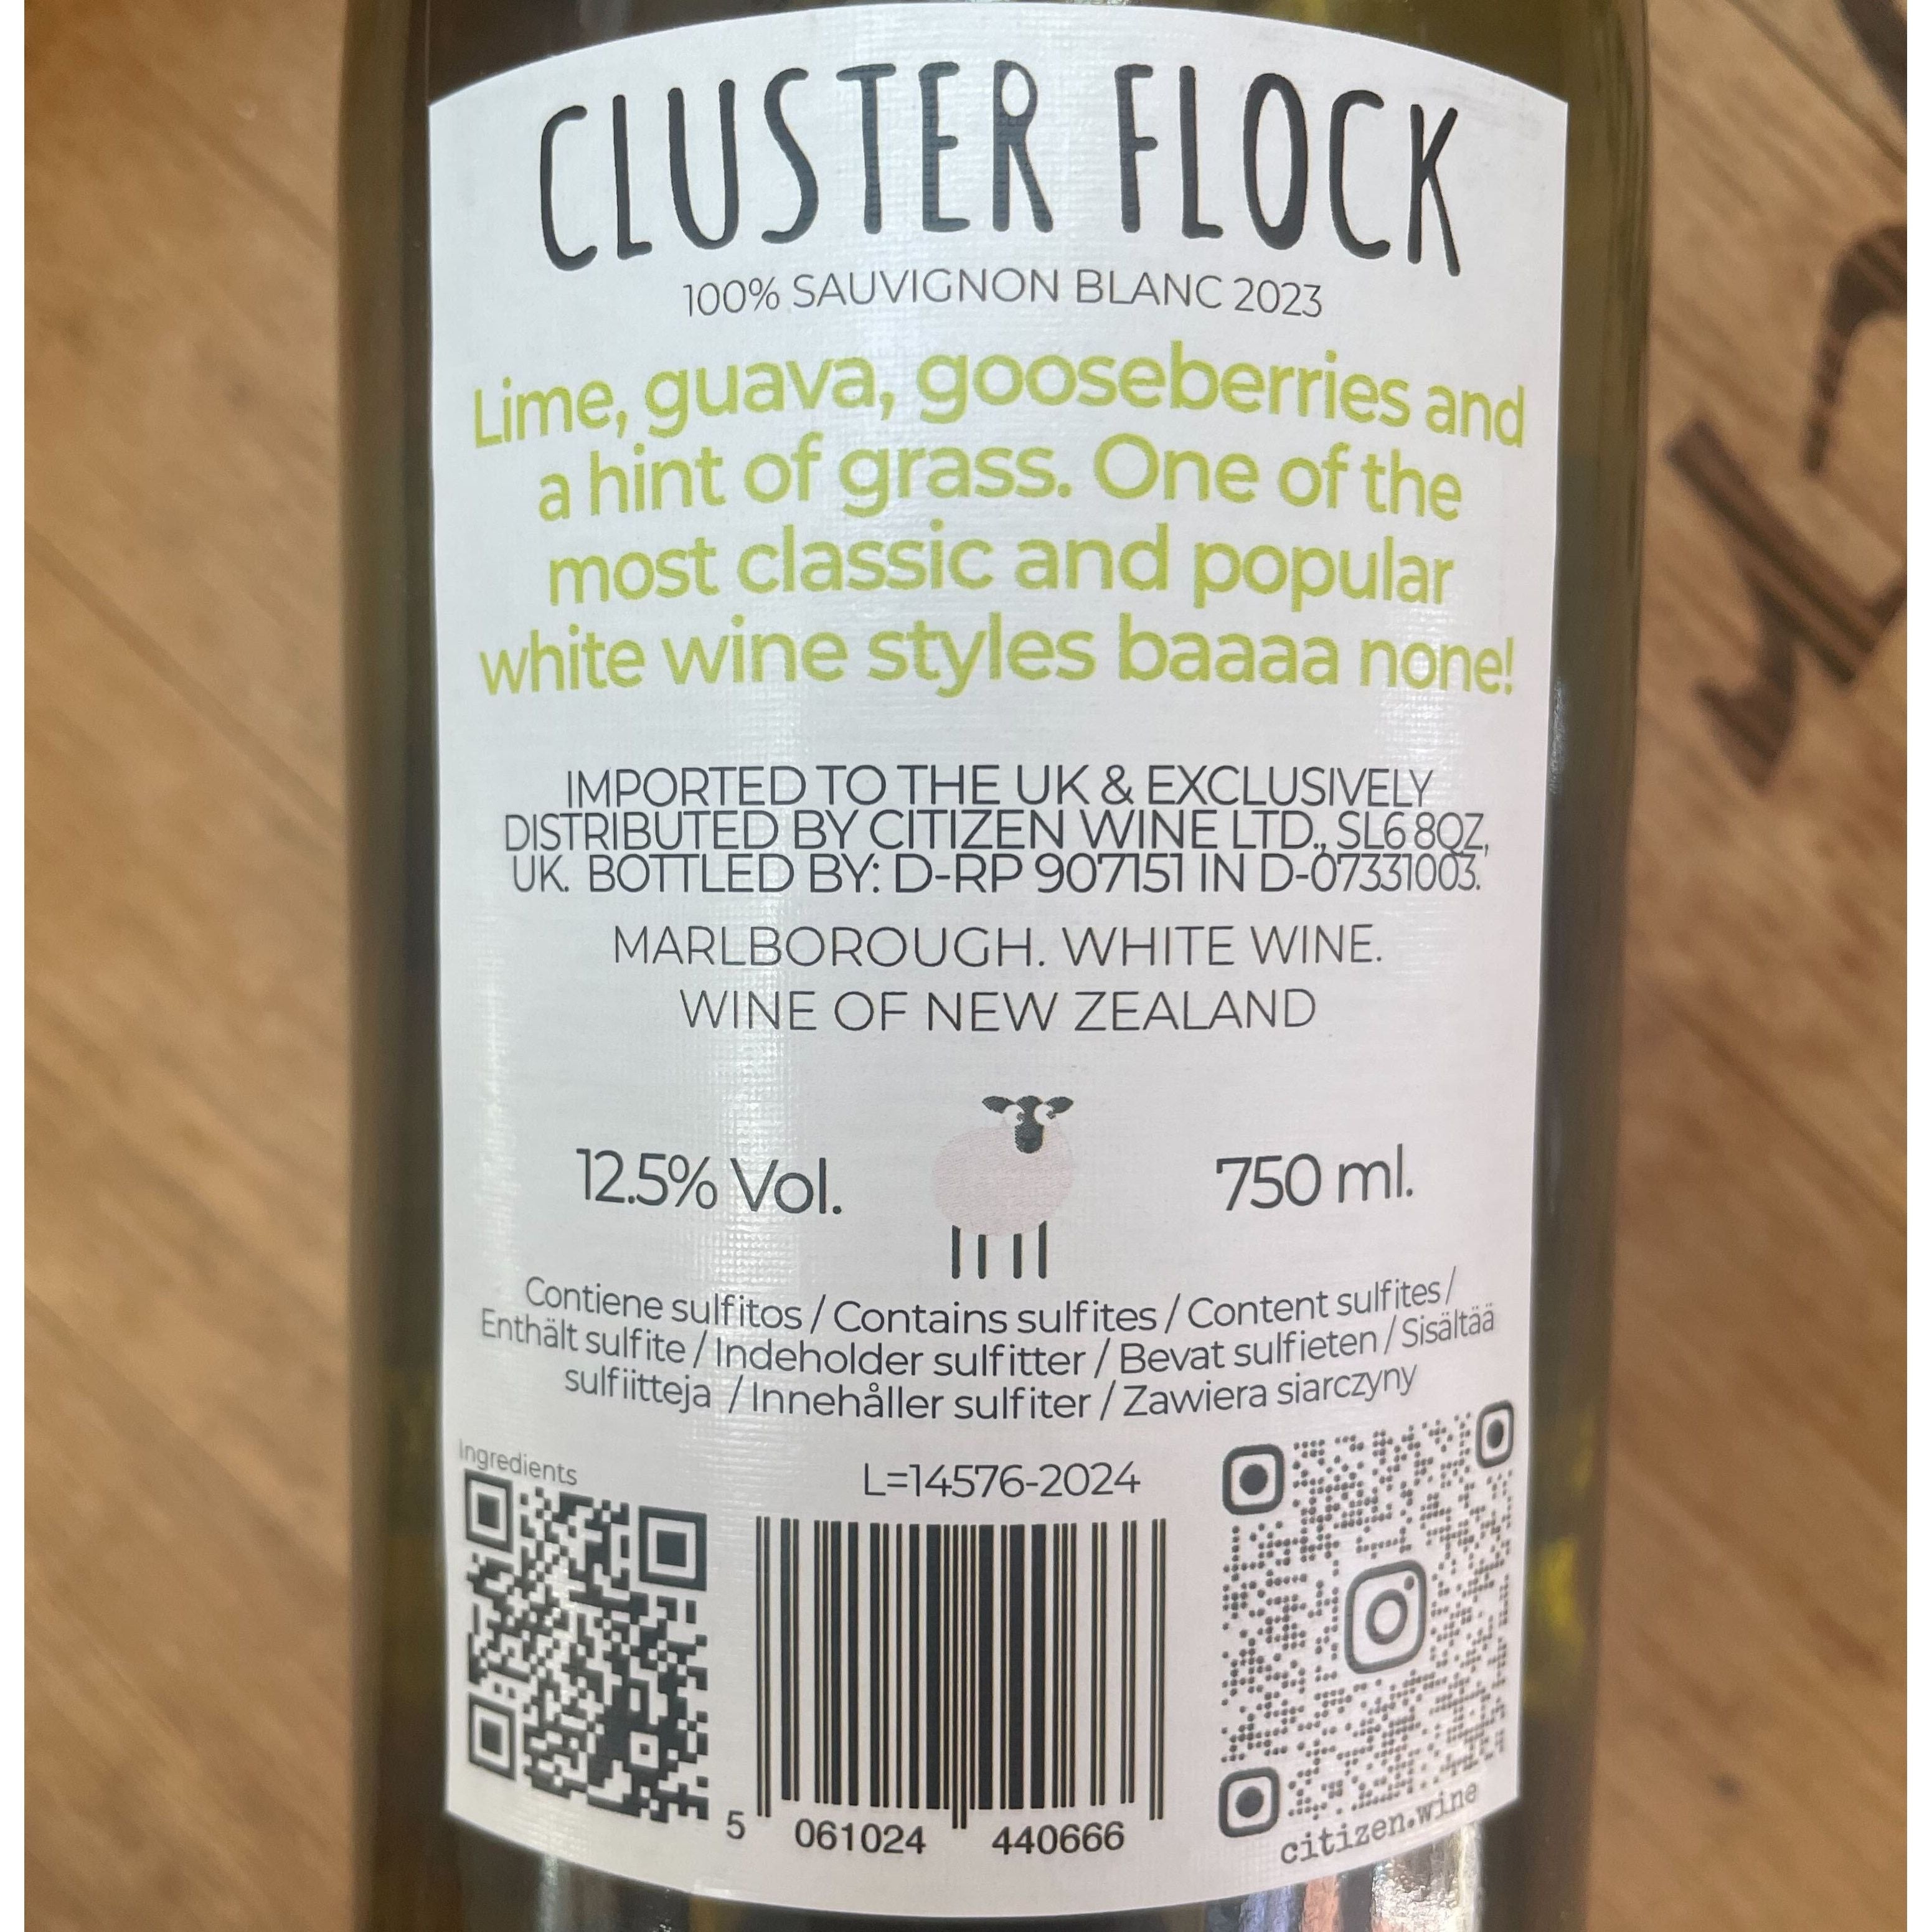 CLUSTER FLOCK
100% SAUVIGNON BLANC 2023
Lime, guava, gooseberries and
a hint of grass. One of the
most classic and popular
white wine styles baaaa none!
IMPORTED TO THE UK & EXCLUSIVELY
DISTRIBUTED BY CITIZEN WINE LTD., SL6 8QZ,
UK. BOTTLED BY: D-RP 907151 IN D-07331003.
MARLBOROUGH. WHITE WINE.
WINE OF NEW ZEALAND
12.5% Vol. 750 ml.
Contiene sulfitos / Contains sulfites / Content sulfites /
Enthält sulfite / Indeholder sulfitter / Bevat sulfieten / Sisältää
sulfiitteja / Innehåller sulfiter / Zawiera siarczyny
Ingredients
L=14576-2024
5 061024 440666
citizen.wine